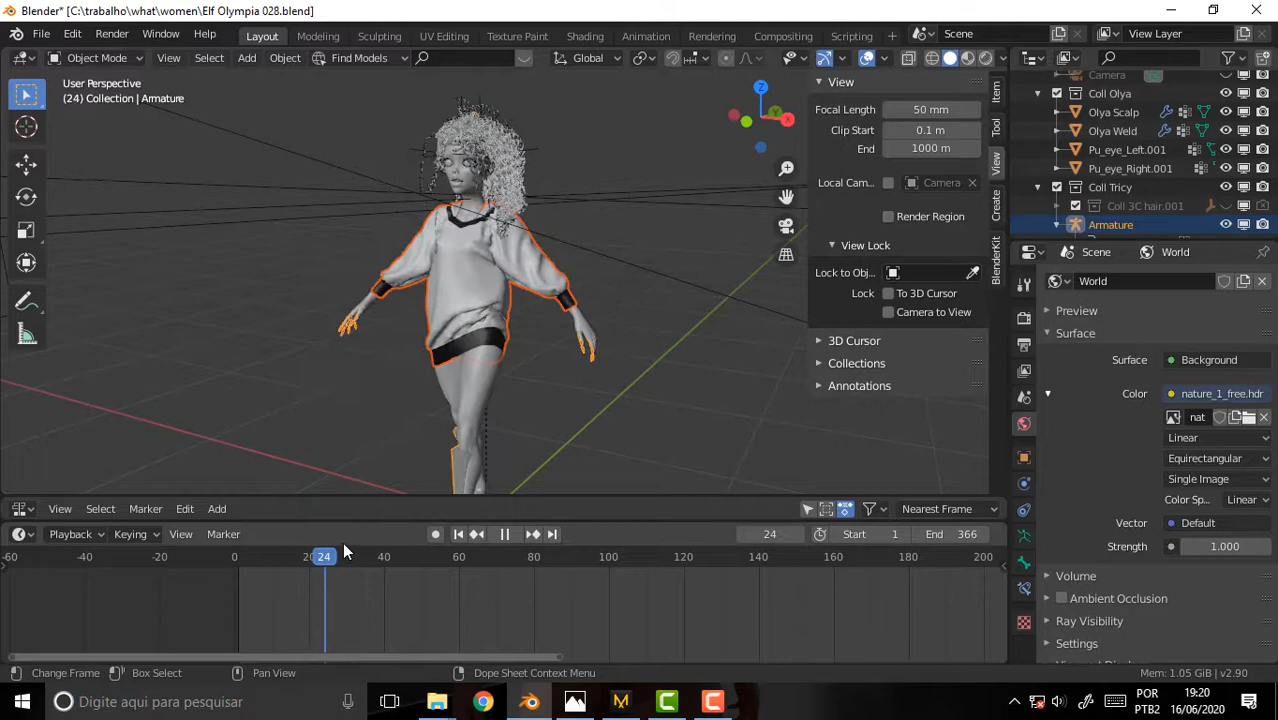 Blender* [C:\trabalho\what\women\Elf Olympia 028.blend]
File Edit Render Window Help Layout Modeling Sculpting UV Editing Texture Paint Shading Animation Rendering Compositing Scripting Scene View Layer
Object Mode View Select Add Object Find Models Global
User Perspective
(24) Collection | Armature
Z
Y
X
View
Focal Length 50 mm
Clip Start 0.1 m
End 1000 m
Local Cam... Camera
Render Region
View Lock
Lock to Obj...
Lock To 3D Cursor
Camera to View
3D Cursor
Collections
Annotations
Item
Tool
View
Create
BlenderKit
Camera
Coll Olya
Olya Scalp
Olya Weld
Pu_eye_Left.001
Pu_eye_Right.001
Coll Tricy
Coll 3C hair.001
Armature
Scene World
World
Preview
Surface
Surface Background
Color nature_1_free.hdr
nat
Linear
Equirectangular
Single Image
Color Sp... Linear
Vector Default
Strength 1.000
Volume
Ambient Occlusion
Ray Visibility
Settings
View Select Marker Edit Add Nearest Frame
Playback Keying View Marker 24 Start 1 End 366
-60 -40 -20 0 20 24 40 60 80 100 120 140 160 180 200
Change Frame Box Select Pan View Dope Sheet Context Menu Mem: 1.05 GiB | v2.90
Digite aqui para pesquisar
POR
PTB2
19:20
16/06/2020